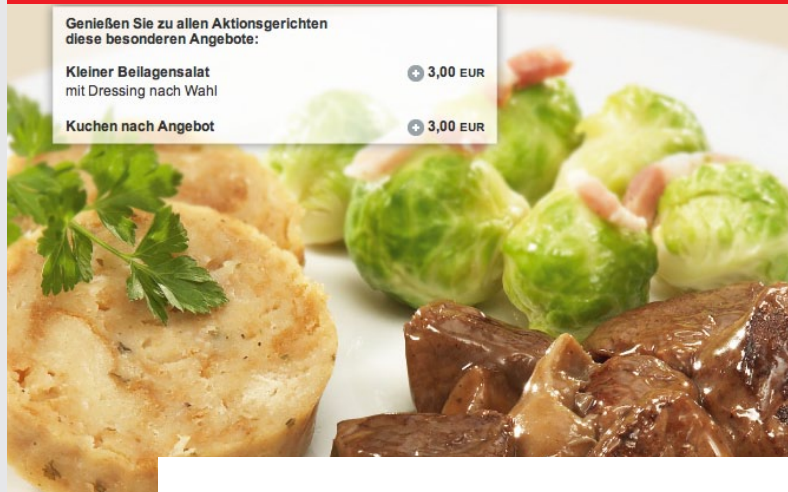 Genießen Sie zu allen Aktionsgerichten
diese besonderen Angebote:
Kleiner Beilagensalat + 3,00 EUR
mit Dressing nach Wahl
Kuchen nach Angebot + 3,00 EUR